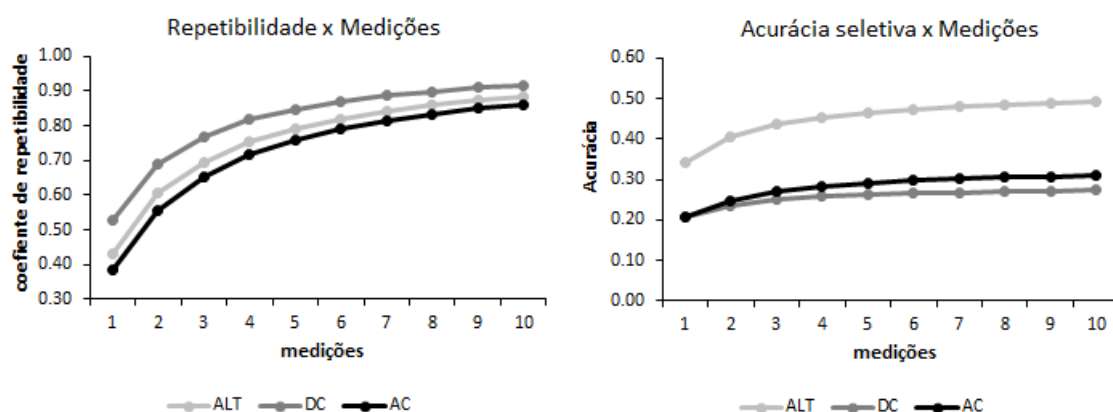 Repetibilidade x Medições
coefiente de repetibilidade
1.00
0.90
0.80
0.70
0.60
0.50
0.40
0.30
1 2 3 4 5 6 7 8 9 10
medições
ALT DC AC
Acurácia seletiva x Medições
Acurácia
0.60
0.50
0.40
0.30
0.20
0.10
0.00
1 2 3 4 5 6 7 8 9 10
medições
ALT DC AC